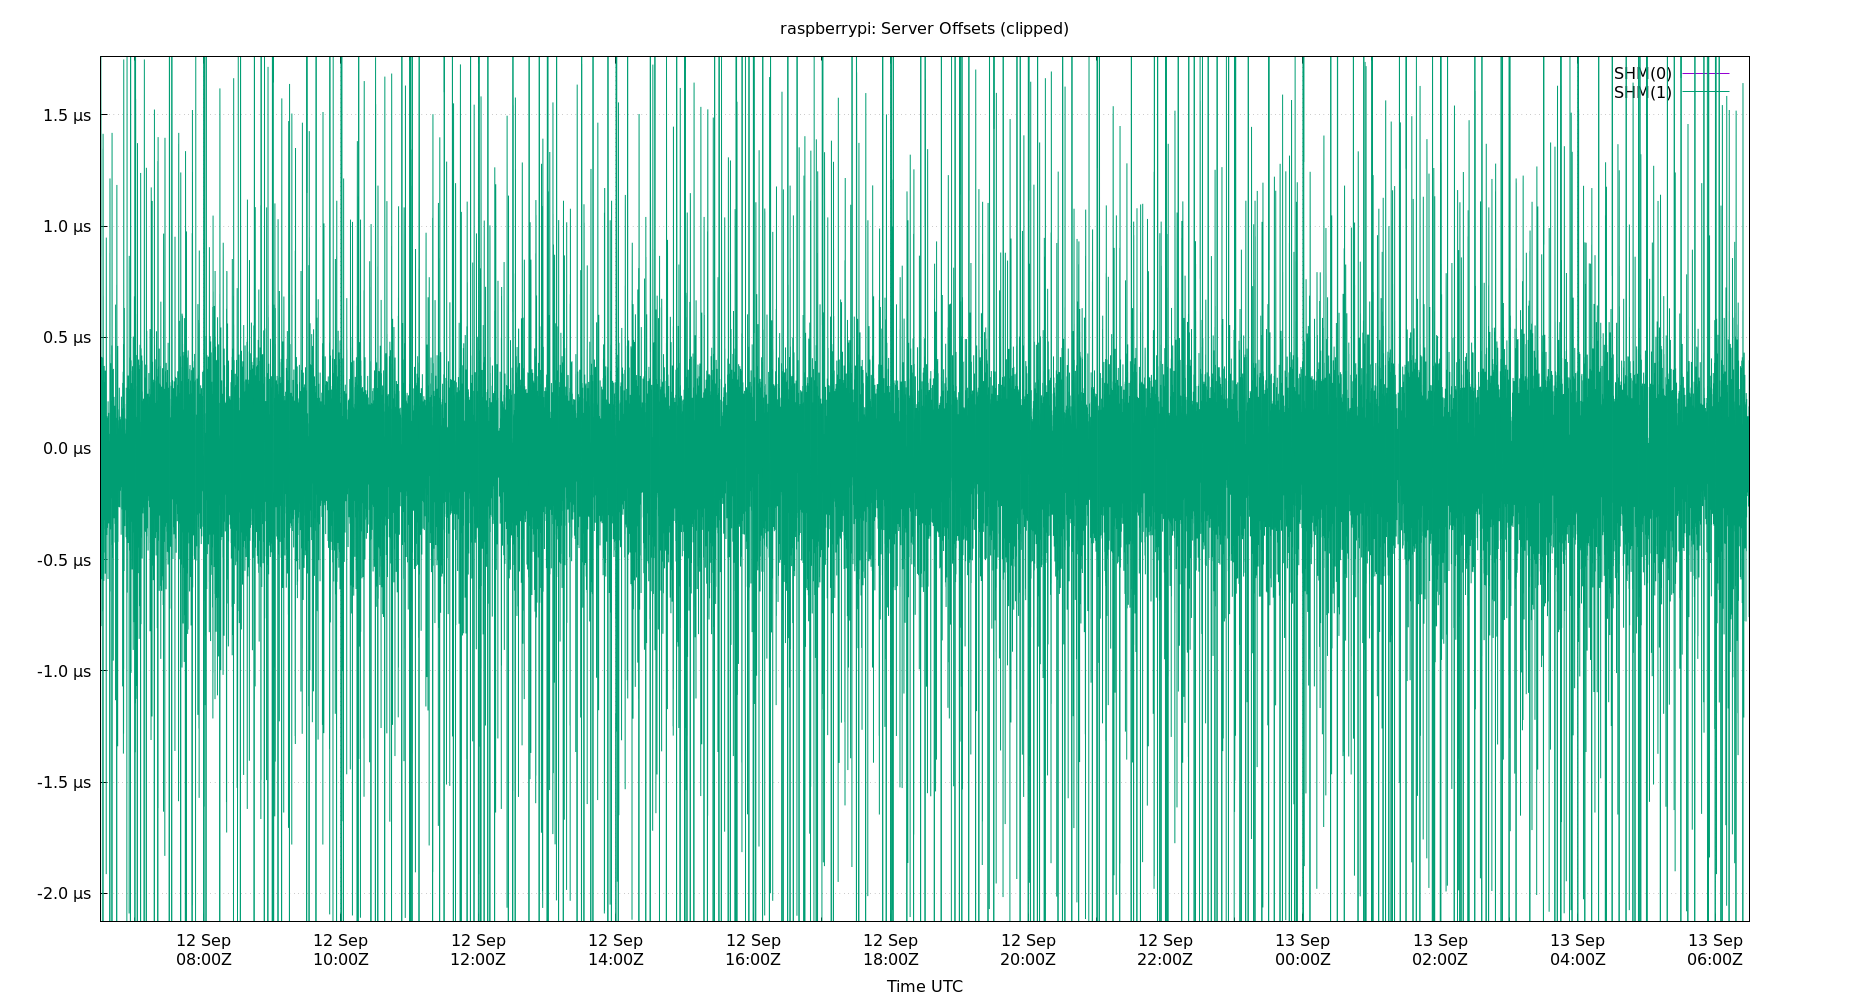 raspberrypi: Server Offsets (clipped)
SHM(0)
SHM(1)
1.5 µs
1.0 µs
0.5 µs
0.0 µs
-0.5 µs
-1.0 µs
-1.5 µs
-2.0 µs
12 Sep 12 Sep 12 Sep 12 Sep 12 Sep 12 Sep 12 Sep 12 Sep 13 Sep 13 Sep 13 Sep 13 Sep
08:00Z 10:00Z 12:00Z 14:00Z 16:00Z 18:00Z 20:00Z 22:00Z 00:00Z 02:00Z 04:00Z 06:00Z
Time UTC